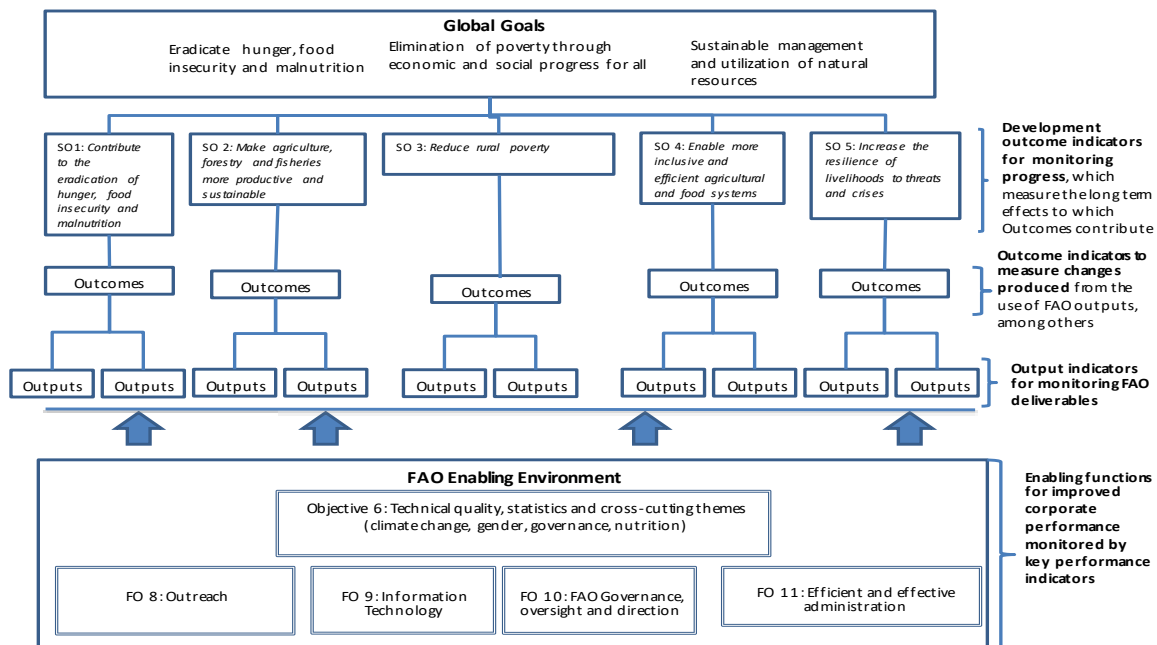 Global Goals
Eradicate hunger, food
insecurity and malnutrition
Elimination of poverty through
economic and social progress for all
Sustainable management
and utilization of natural
resources
SO1: Contribute
to the
eradication of
hunger, food
insecurity and
malnutrition
SO 2: Make agriculture,
forestry and fisheries
more productive and
sustainable
SO 3: Reduce rural poverty
SO 4: Enable more
inclusive and
efficient agricultural
and food systems
SO 5: Increase the
resilience of
livelihoods to threats
and crises
Development
outcome indicators
for monitoring
progress, which
measure the long term
effects to which
Outcomes contribute
Outcomes
Outcomes
Outcomes
Outcomes
Outcomes
Outcome indicators to
measure changes
produced from the
use of FAO outputs,
among others
Outputs
Outputs
Outputs
Outputs
Outputs
Outputs
Outputs
Outputs
Outputs
Outputs
Output indicators
for monitoring FAO
deliverables
FAO Enabling Environment
Objective 6: Technical quality, statistics and cross-cutting themes
(climate change, gender, governance, nutrition)
FO 8: Outreach
FO 9: Information
Technology
FO 10: FAO Governance,
oversight and direction
FO 11: Efficient and effective
administration
Enabling functions
for improved
corporate
performance
monitored by
key performance
indicators